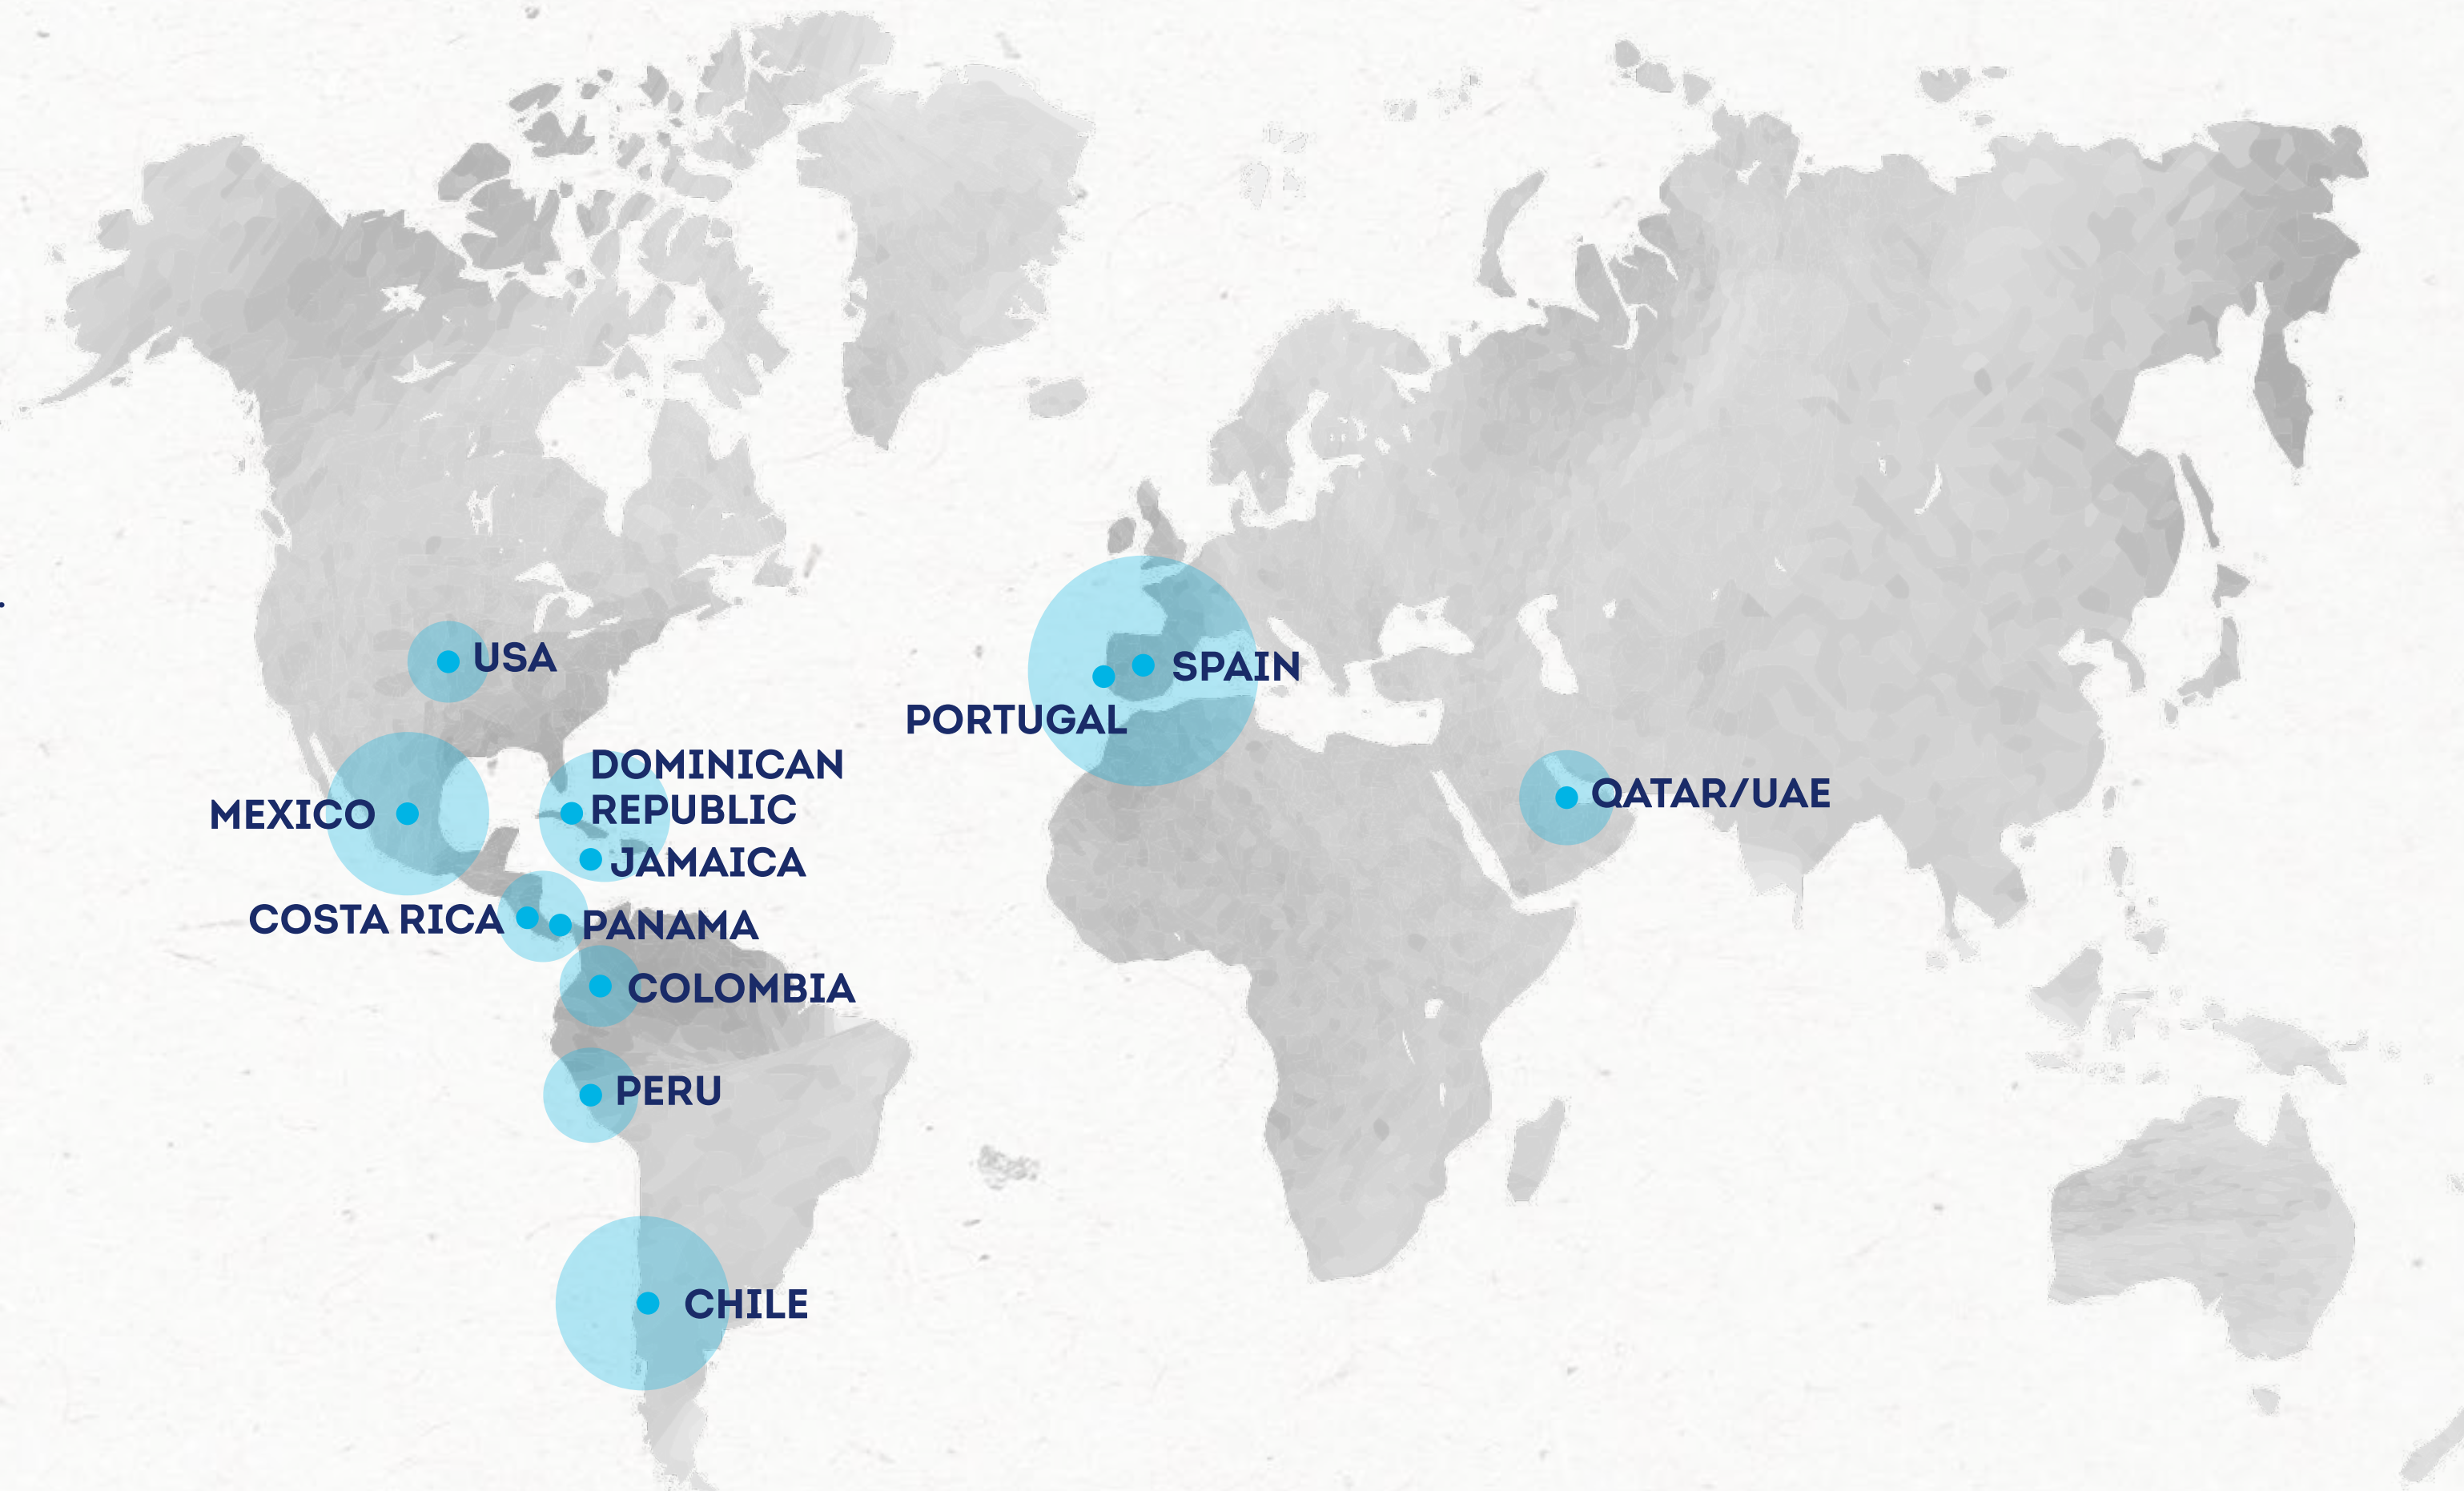 USA
SPAIN
PORTUGAL
DOMINICAN
REPUBLIC
MEXICO
QATAR/UAE
JAMAICA
COSTA RICA
PANAMA
COLOMBIA
PERU
CHILE